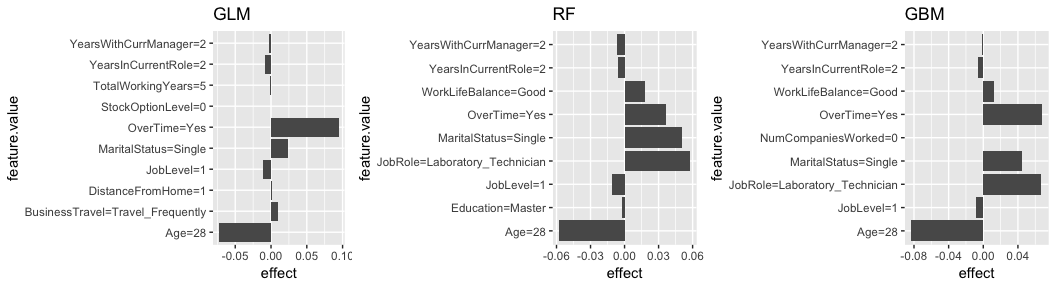 GLM
feature.value
YearsWithCurrManager=2
YearsInCurrentRole=2
TotalWorkingYears=5
StockOptionLevel=0
OverTime=Yes
MaritalStatus=Single
JobLevel=1
DistanceFromHome=1
BusinessTravel=Travel_Frequently
Age=28
-0.05 0.00 0.05 0.10
effect
RF
feature.value
YearsWithCurrManager=2
YearsInCurrentRole=2
WorkLifeBalance=Good
OverTime=Yes
MaritalStatus=Single
JobRole=Laboratory_Technician
JobLevel=1
Education=Master
Age=28
-0.06 -0.03 0.00 0.03 0.06
effect
GBM
feature.value
YearsWithCurrManager=2
YearsInCurrentRole=2
WorkLifeBalance=Good
OverTime=Yes
NumCompaniesWorked=0
MaritalStatus=Single
JobRole=Laboratory_Technician
JobLevel=1
Age=28
-0.08 -0.04 0.00 0.04
effect